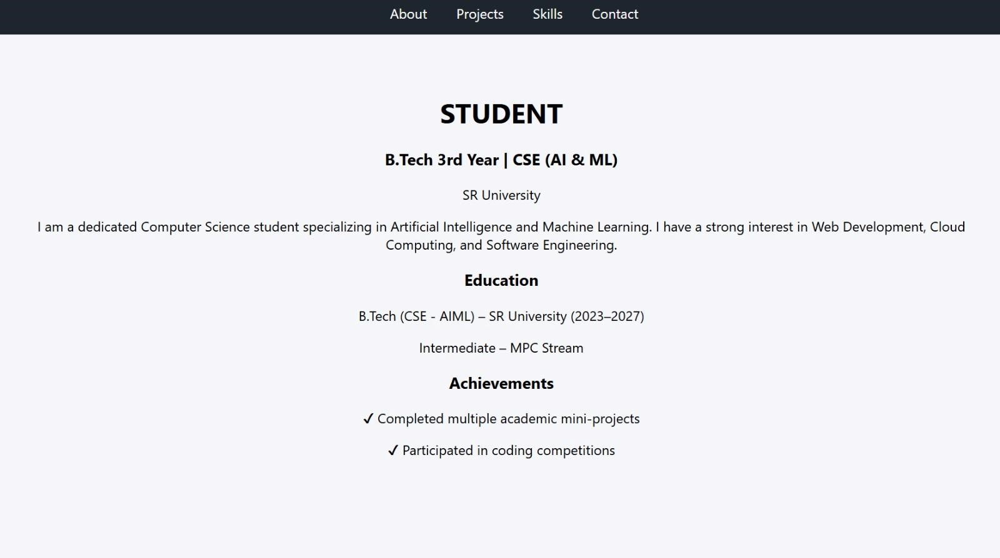 About Projects Skills Contact
STUDENT
B.Tech 3rd Year | CSE (AI & ML)
SR University
I am a dedicated Computer Science student specializing in Artificial Intelligence and Machine Learning. I have a strong interest in Web Development, Cloud
Computing, and Software Engineering.
Education
B.Tech (CSE - AIML) – SR University (2023–2027)
Intermediate – MPC Stream
Achievements
✓ Completed multiple academic mini-projects
✓ Participated in coding competitions